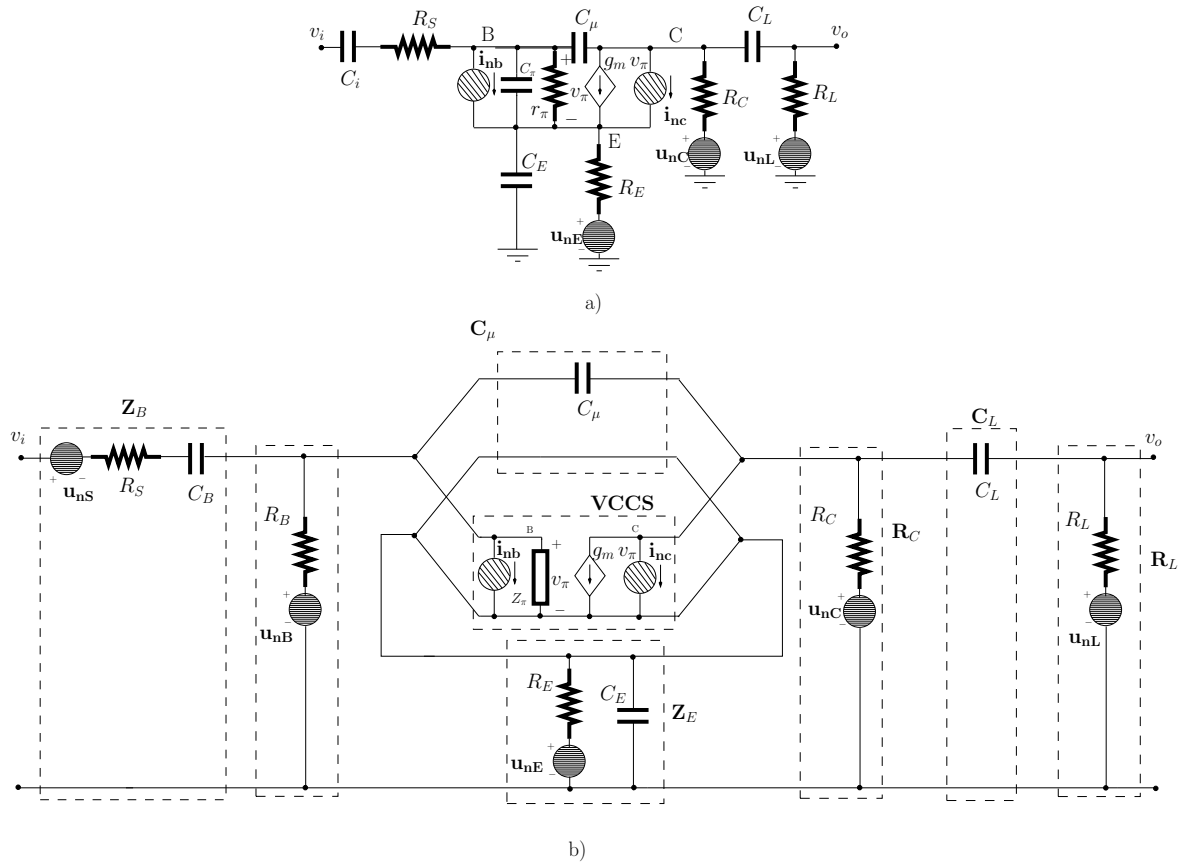 v_i C_i R_S B i_nb C_π r_π + v_π − C_μ g_m v_π i_nc C C_L v_o
R_C R_L
+ u_nC − + u_nL −
E
C_E R_E
+ u_nE −
a)
C_μ
C_μ
Z_B
v_i + − u_nS R_S C_B
C_L
C_L
v_o
R_B + u_nB −
VCCS
B C
i_nb Z_π + v_π − g_m v_π i_nc
R_C R_C + u_nC −
R_L R_L + u_nL −
R_E C_E Z_E
+ u_nE −
b)